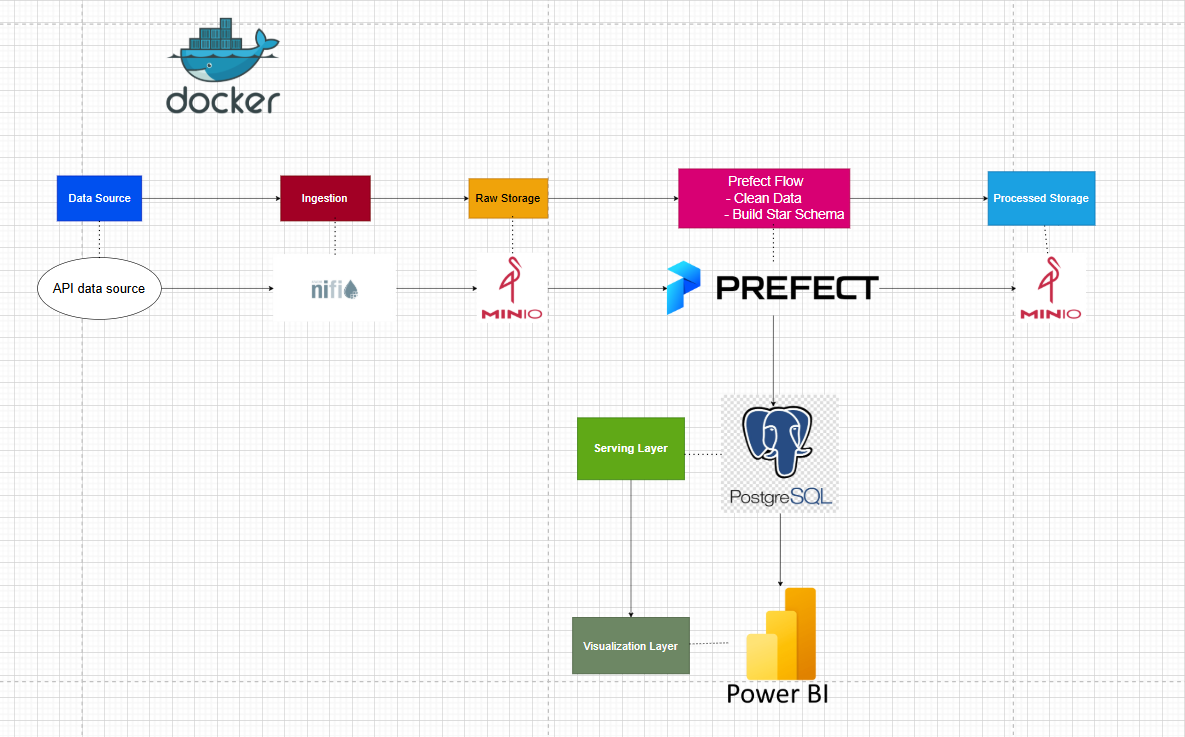 docker
Data Source
Ingestion
Raw Storage
Prefect Flow
- Clean Data
- Build Star Schema
Processed Storage
API data source
nifi
MINIO
PREFECT
MINIO
Serving Layer
PostgreSQL
Visualization Layer
Power BI